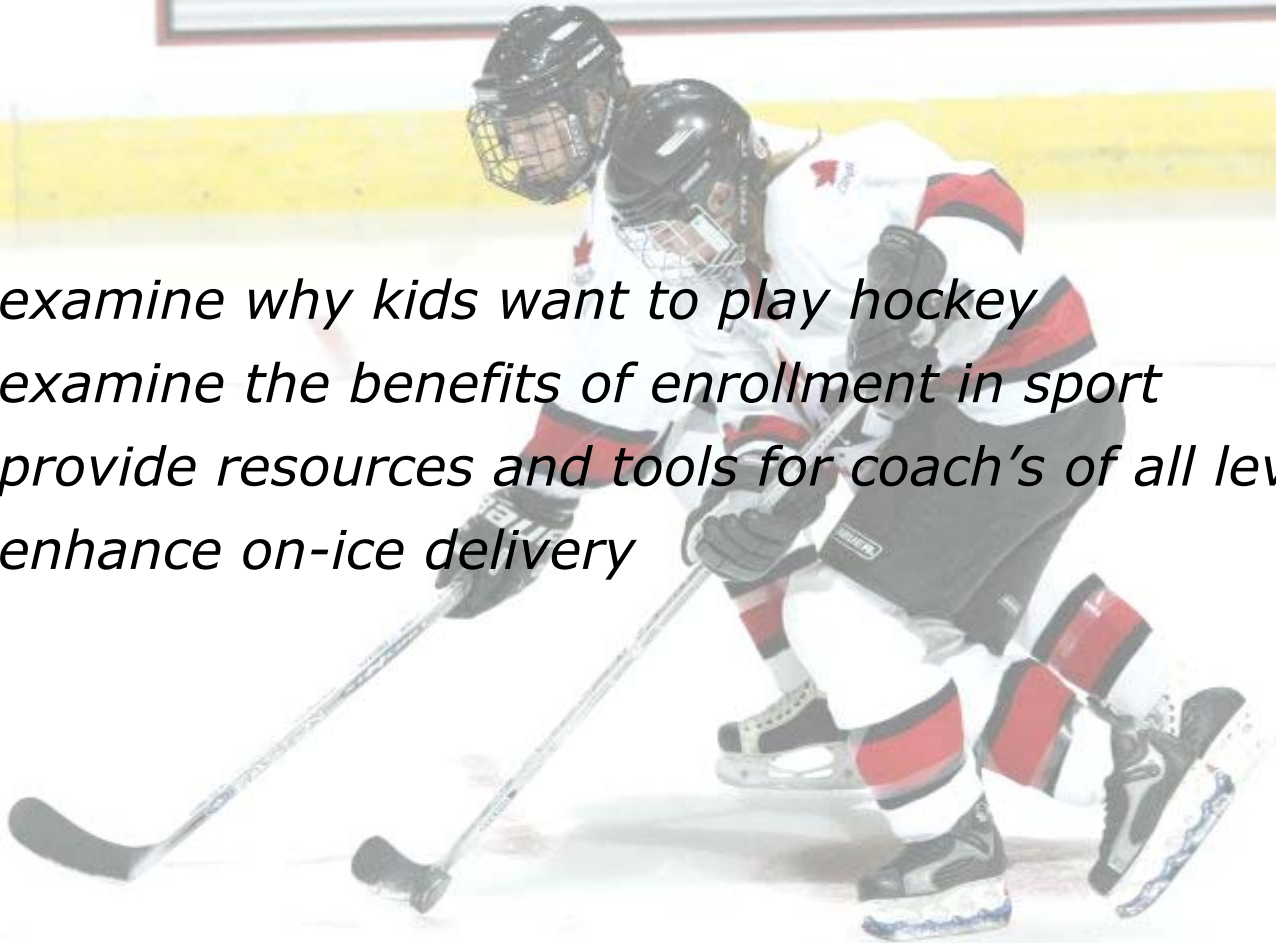 examine why kids want to play hockey
examine the benefits of enrollment in sport
provide resources and tools for coach’s of all
enhance on-ice delivery
BAUER